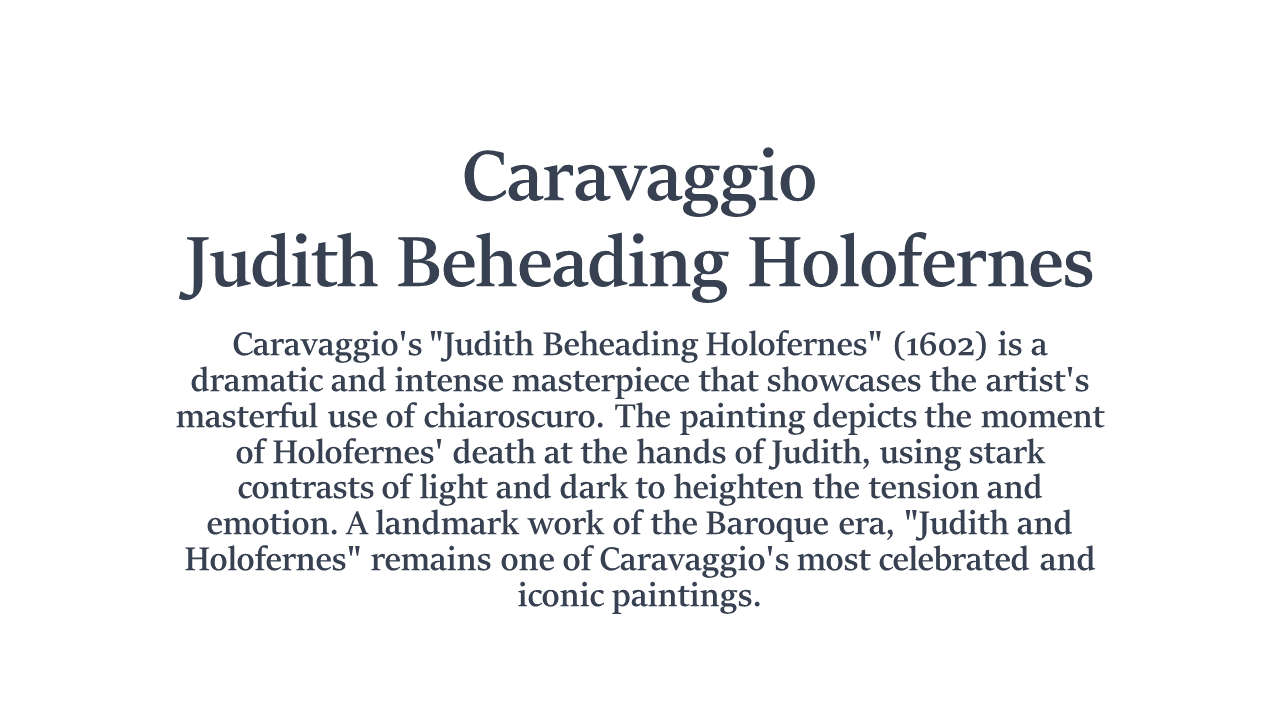 Caravaggio
Judith Beheading Holofernes
Caravaggio's "Judith Beheading Holofernes" (1602) is a
dramatic and intense masterpiece that showcases the artist's
masterful use of chiaroscuro. The painting depicts the moment
of Holofernes' death at the hands of Judith, using stark
contrasts of light and dark to heighten the tension and
emotion. A landmark work of the Baroque era, "Judith and
Holofernes" remains one of Caravaggio's most celebrated and
iconic paintings.